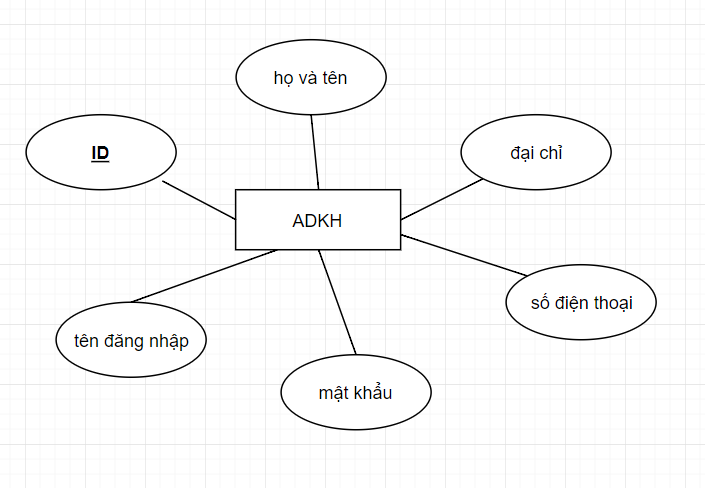 họ và tên
ID
đại chỉ
ADKH
số điện thoại
tên đăng nhập
mật khẩu